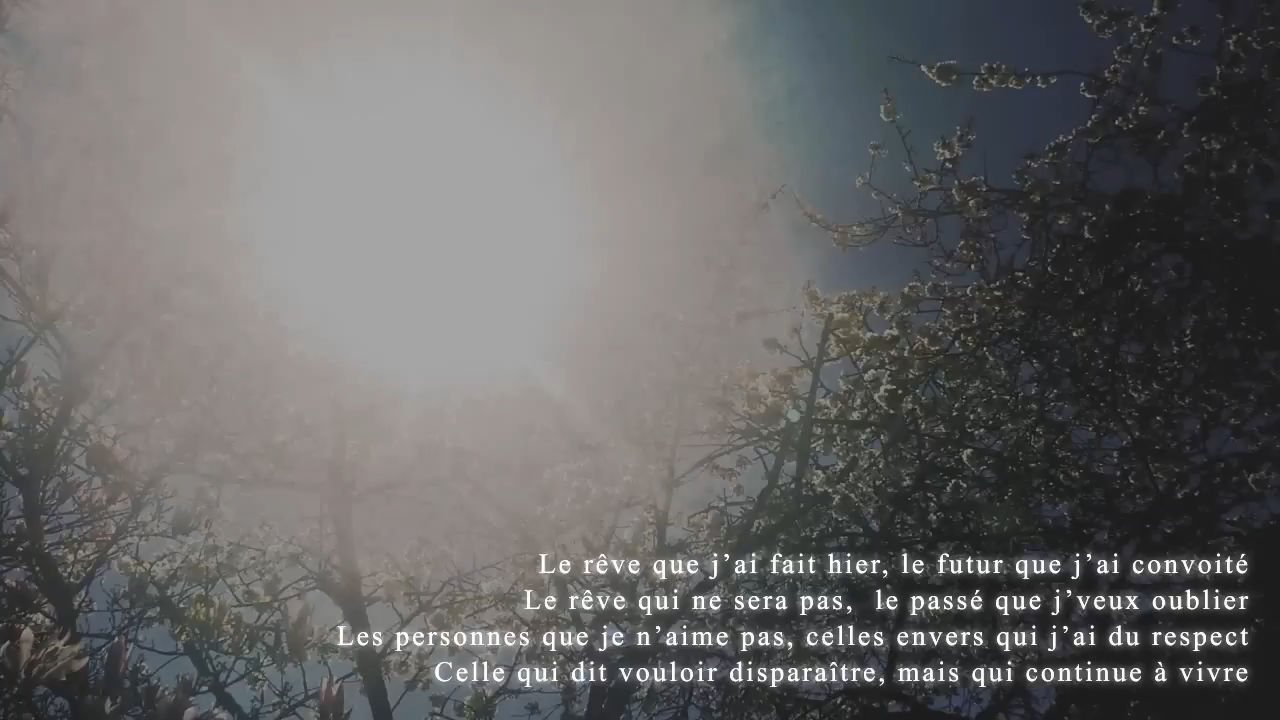 Le rêve que j’ai fait hier, le futur que j’ai convoité
Le rêve qui ne sera pas,  le passé que j’veux oublier
Les personnes que je n’aime pas, celles envers qui j’ai du respect
Celle qui dit vouloir disparaître, mais qui continue à vivre